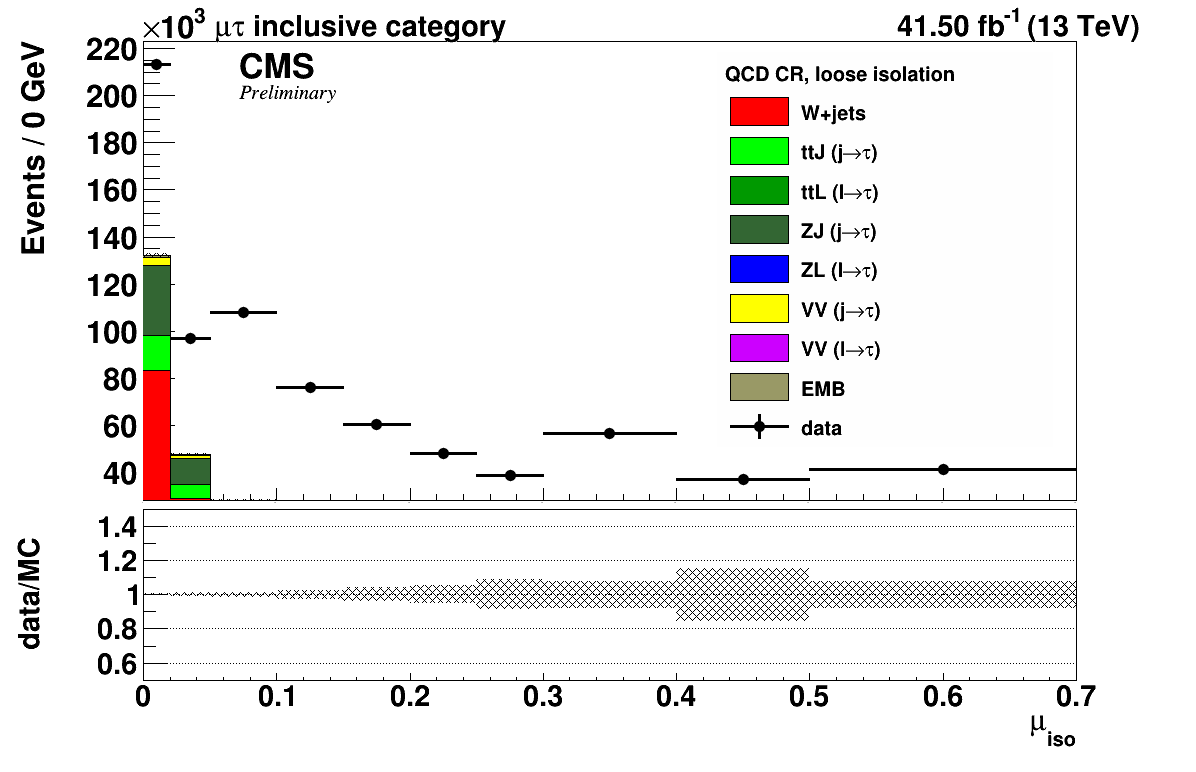 ×10³ μτ inclusive category
41.50 fb⁻¹ (13 TeV)
Events / 0 GeV
220
200
180
160
140
120
100
80
60
40
CMS
Preliminary
QCD CR, loose isolation
W+jets
ttJ (j→τ)
ttL (l→τ)
ZJ (j→τ)
ZL (l→τ)
VV (j→τ)
VV (l→τ)
EMB
data
data/MC
1.4
1.2
1
0.8
0.6
0 0.1 0.2 0.3 0.4 0.5 0.6 0.7
μ_iso